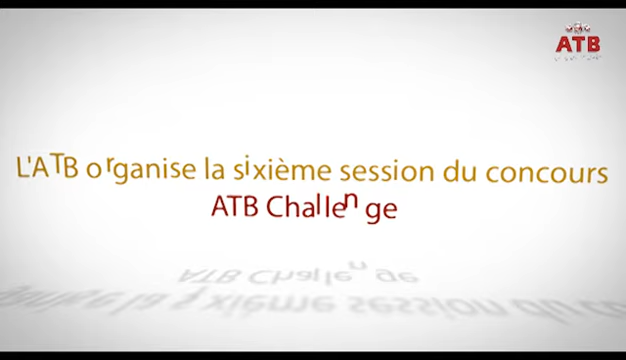 ATB
L'ATB organise la sixième session du concours
ATB Challenge